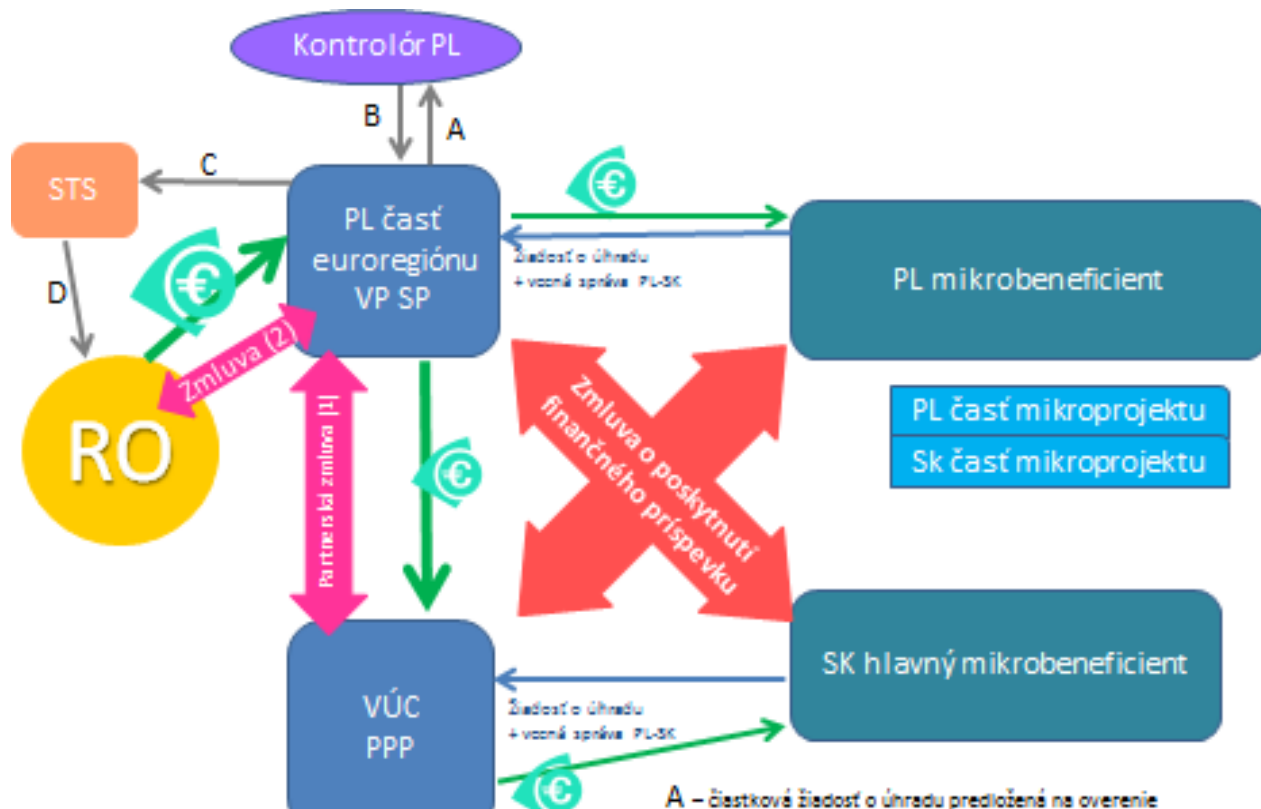 Kontrolór PL
B
A
STS
C
PL časť
euroregiónu
VP SP
€
Žiadosť o úhradu
+ vecná správa PL-SK
PL mikrobeneficient
€
D
Zmluva (2)
RO
Partnerská zmluva (1)
€
Zmluva o poskytnutí
finančného príspevku
PL časť mikroprojektu
Sk časť mikroprojektu
SK hlavný mikrobeneficient
VÚC
PPP
Žiadosť o úhradu
+ vecná správa PL-SK
€
A – čiastková žiadosť o úhradu predložená na overenie